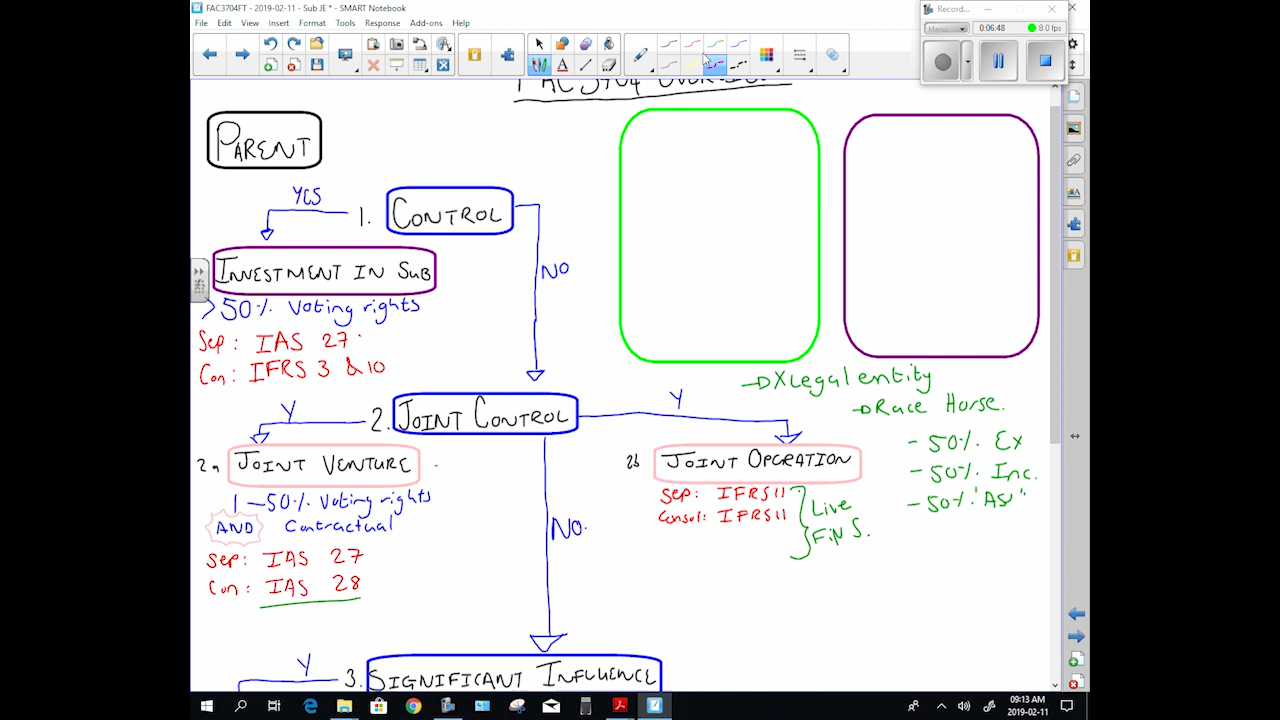 FAC3704FT - 2019-02-11 - Sub JE * - SMART Notebook
File Edit View Insert Format Tools Response Add-ons Help
Record...
Menu
0:06:48 8.0 fps
PARENT
YES
1. CONTROL
INVESTMENT IN SUB
NO
>50% Voting rights
Sep: IAS 27
Con: IFRS 3 & 10
→ X Legal entity
→ Race Horse.
Y
2. JOINT CONTROL
Y
- 50% Ex
- 50% Inc.
2a JOINT VENTURE
2b JOINT OPERATION
Sep: IFRS 11
Consol: IFRS 11
Live
FiNS.
1-50% Voting rights
AND Contractual
NO.
Sep: IAS 27
Con: IAS 28
Y
3. SIGNIFICANT INFLUENCE
09:13 AM
2019-02-11